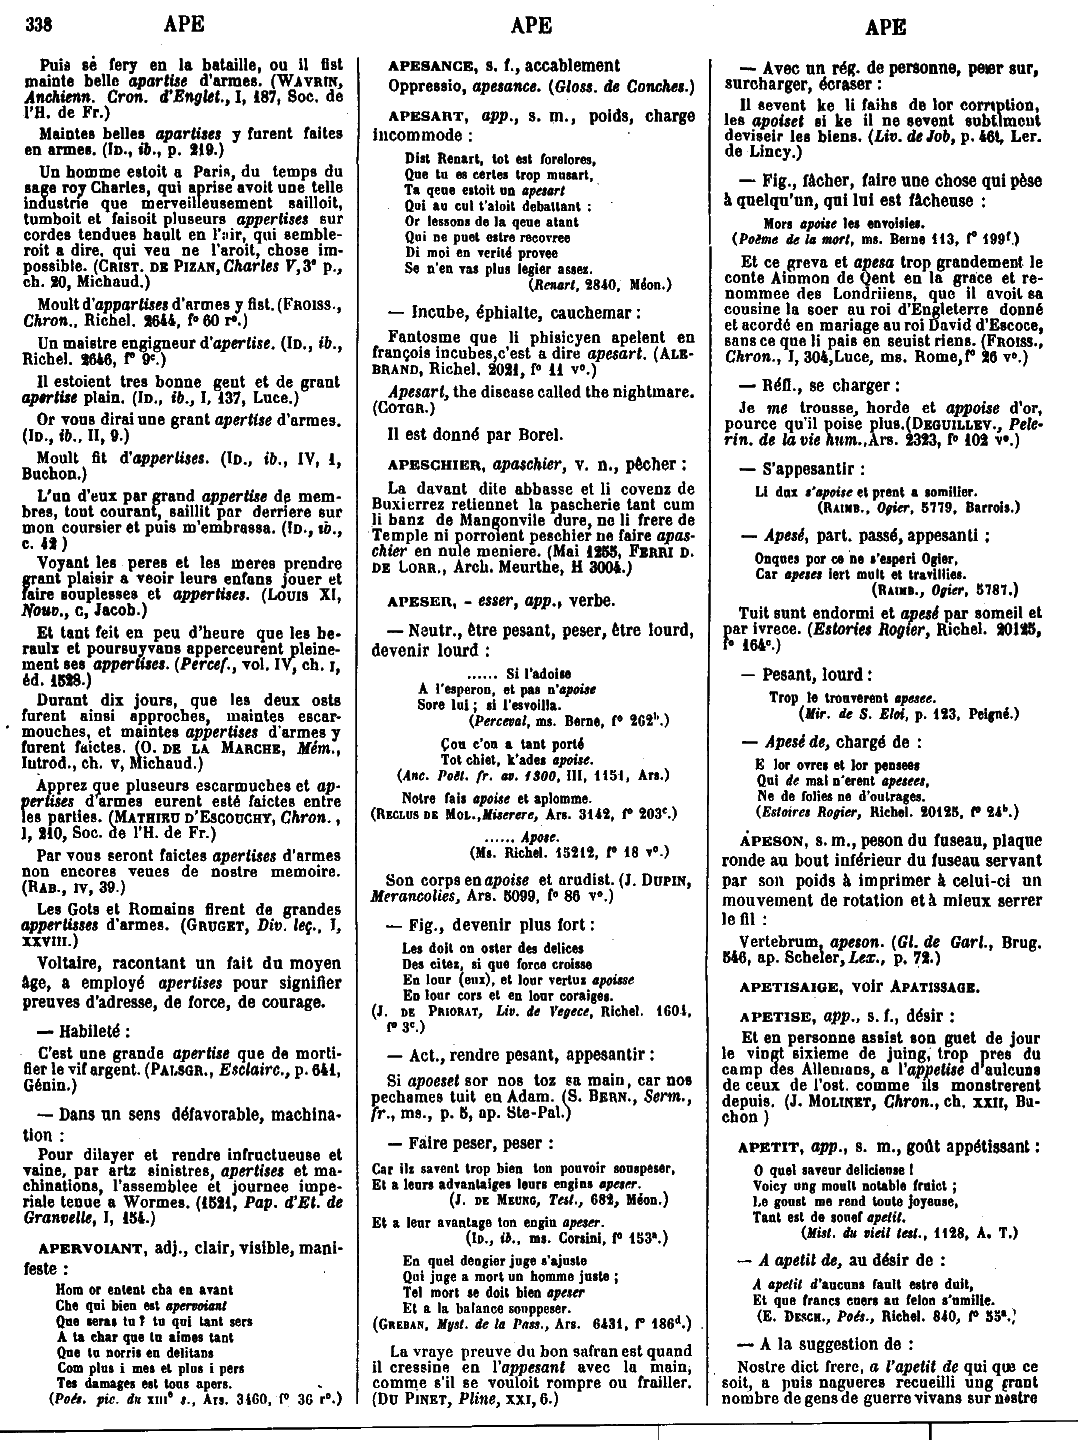 338 APE APE APE
Puis sé fery en la bataille, ou il fist
mainte belle apartise d'armes. (WAVRIN,
Anchienn. Cron. d'Englet., I, 187, Soc. de
l'H. de Fr.)
Maintes belles apartises y furent faites
en armes. (ID., ib., p. 219.)
Un homme estoit a Paris, du temps du
sage roy Charles, qui aprise avoit une telle
industrie que merveilleusement sailloit,
tumboit et faisoit pluseurs appertises sur
cordes tendues hault en l'air, qui semble-
roit a dire, qui veu ne l'aroit, chose im-
possible. (CRIST. DE PIZAN, Charles V, 3e p.,
ch. 20, Michaud.)
Moult d'appartises d'armes y fist. (FROISS.,
Chron., Richel. 2644, fo 60 ro.)
Un maistre engigneur d'apertise. (ID., ib.,
Richel. 2646, fo 9c.)
Il estoient tres bonne gent et de grant
apertise plain. (ID., ib., I, 137, Luce.)
Or vous dirai une grant apertise d'armes.
(ID., ib., II, 9.)
Moult fit d'appertises. (ID., ib., IV, 1,
Buchon.)
L'un d'eux par grand appertise de mem-
bres, tout courant, saillit par derriere sur
mon coursier et puis m'embrassa. (ID., ib.,
c. 42)
Voyant les peres et les meres prendre
grant plaisir a veoir leurs enfans jouer et
faire souplesses et appertises. (LOUIS XI,
Nouv., C, Jacob.)
Et tant feit en peu d'heure que les he-
raulx et poursuyvans apperceurent pleine-
ment ses appertises. (Percef., vol. IV, ch. I,
éd. 1528.)
Durant dix jours, que les deux osts
furent ainsi approches, maintes escar-
mouches, et maintes appertises d'armes y
furent faictes. (O. DE LA MARCHE, Mém.,
Introd., ch. V, Michaud.)
Apprez que pluseurs escarmuches et ap-
pertises d'armes eurent esté faictes entre
les parties. (MATHIEU D'ESCOUCHY, Chron.,
I, 210, Soc. de l'H. de Fr.)
Par vous seront faictes apertises d'armes
non encores veues de nostre memoire.
(RAB., IV, 39.)
Les Gots et Romains firent de grandes
appertisses d'armes. (GRUGET, Div. leç., I,
XXVIII.)
Voltaire, racontant un fait du moyen
âge, a employé apertises pour signifier
preuves d'adresse, de force, de courage.
— Habileté :
C'est une grande apertise que de morti-
fier le vif argent. (PALSGR., Esclairc., p. 641,
Génin.)
— Dans un sens défavorable, machina-
tion :
Pour dilayer et rendre infructueuse et
vaine, par artz sinistres, apertises et ma-
chinations, l'assemblee et journee impe-
riale tenue a Wormes. (1521, Pap. d'Et. de
Granvelle, I, 154.)
APERVOIANT, adj., clair, visible, mani-
feste :
Hom or entent cha en avant
Che qui bien est apervoiant
Que seras tu? tu qui tant sers
A ta char que tu aimes tant
Que tu norris en delitans
Com plus i mes et plus i pers
Tes damages est tous apers.
(Poés. pic. du XIIIe s., Ars. 3460, fo 36 ro.)
APESANCE, s. f., accablement
Oppressio, apesance. (Gloss. de Conches.)
APESART, app., s. m., poids, charge
incommode :
Dist Renart, tot est forelores,
Que tu es certes trop musart,
Ta qeue estoit un apesart
Qui au cul t'aloit debattant :
Or lessons de la qeue atant
Qui ne puet estre recovree
Di moi en verité provee
Se n'en vas plus legier assez.
(Renart, 2840, Méon.)
— Incube, éphialte, cauchemar :
Fantosme que li phisicyen apelent en
françois incubes, c'est a dire apesart. (ALE-
BRAND, Richel. 2021, fo 11 vo.)
Apesart, the disease called the nightmare.
(COTGR.)
Il est donné par Borel.
APESCHIER, apaschier, v. n., pêcher :
La davant dite abbasse et li covenz de
Buxierrez retiennet la pascherie tant cum
li banz de Mangonvile dure, ne li frere de
Temple ni porroient peschier ne faire apas-
chier en nule meniere. (Mai 1255, FERRI D.
DE LORR., Arch. Meurthe, H 3004.)
APESER, - esser, app., verbe.
— Neutr., être pesant, peser, être lourd,
devenir lourd :
...... Si l'adoise
A l'esperon, et pas n'apoise
Sore lui ; si l'esvoilla.
(Perceval, ms. Berne, fo 262b.)
Çou c'on a tant porté
Tot chiet, k'ades apoise.
(Anc. Poët. fr. av. 1300, III, 1151, Ars.)
Notre fais apoise et aplomme.
(RECLUS DE MOL., Miserere, Ars. 3142, fo 203c.)
...... Apose.
(Ms. Richel. 15212, fo 18 vo.)
Son corps en apoise et arudist. (J. DUPIN,
Merancolies, Ars. 5099, fo 86 vo.)
— Fig., devenir plus fort :
Les doit on oster des delices
Des citez, si que force croisse
En lour (eux), et lour vertuz apoisse
En lour cors et en lour coraiges.
(J. DE PRIORAT, Liv. de Vegece, Richel. 1604,
fo 3c.)
— Act., rendre pesant, appesantir :
Si apoeset sor nos toz sa main, car nos
pechames tuit en Adam. (S. BERN., Serm.,
fr., ms., p. 5, ap. Ste-Pal.)
— Faire peser, peser :
Car ilz savent trop bien ton pouvoir souspeser,
Et a leurs advantaiges leurs engins apeser.
(J. DE MEUNG, Test., 682, Méon.)
Et a leur avantage ton engin apeser.
(ID., ib., ms. Corsini, fo 153a.)
En quel dengier juge s'ajuste
Qui juge a mort un homme juste ;
Tel mort se doit bien apeser
Et a la balance souppeser.
(GREBAN, Myst. de la Pass., Ars. 6431, fo 186d.)
La vraye preuve du bon safran est quand
il cressine en l'appesant avec la main,
comme s'il se vouloit rompre ou frailler.
(DU PINET, Pline, XXI, 6.)
— Avec un rég. de personne, peser sur,
surcharger, écraser :
Il sevent ke li faihs de lor corruption,
les apoiset si ke il ne sevent subtilment
deviseir les biens. (Liv. de Job, p. 461, Ler.
de Lincy.)
— Fig., fâcher, faire une chose qui pèse
à quelqu'un, qui lui est fâcheuse :
Mors apoise les envoisies.
(Poème de la mort, ms. Berne 113, fo 199f.)
Et ce greva et apesa trop grandement le
conte Ainmon de Qent en la grace et re-
nommee des Londriiens, que il avoit sa
cousine la soer au roi d'Engleterre donné
et acordé en mariage au roi David d'Escoce,
sans ce que li pais en seuist riens. (FROISS.,
Chron., I, 304, Luce, ms. Rome, fo 26 vo.)
— Réfl., se charger :
Je me trousse, horde et appoise d'or,
pource qu'il poise plus. (DEGUILLEV., Pele-
rin. de la vie hum., Ars. 2323, fo 102 vo.)
— S'appesantir :
Li dux s'apoise et prent a somilier.
(RAIMB., Ogier, 5779, Barrois.)
— Apesé, part. passé, appesanti ;
Onques por ce ne s'esperi Ogier,
Car apeses iert mult et travillies.
(RAIMB., Ogier, 5787.)
Tuit sunt endormi et apesé par someil et
par ivrece. (Estories Rogier, Richel. 20125,
fo 164c.)
— Pesant, lourd :
Trop le trouverent apesee.
(Mir. de S. Eloi, p. 123, Peigné.)
— Apesé de, chargé de :
E lor ovres et lor pensees
Qui de mal n'erent apesees,
Ne de folies ne d'outrages.
(Estoires Rogier, Richel. 20125, fo 24b.)
APESON, s. m., peson du fuseau, plaque
ronde au bout inférieur du fuseau servant
par son poids à imprimer à celui-ci un
mouvement de rotation et à mieux serrer
le fil :
Vertebrum, apeson. (Gl. de Garl., Brug.
546, ap. Scheler, Lex., p. 72.)
APETISAIGE, voir APATISSAGE.
APETISE, app., s. f., désir :
Et en personne assist son guet de jour
le vingt sixieme de juing, trop pres du
camp des Allemans, a l'appetise d'aulcuns
de ceux de l'ost, comme ils monstrerent
depuis. (J. MOLINET, Chron., ch. XXII, Bu-
chon)
APETIT, app., s. m., goût appétissant :
O quel saveur delicieuse !
Voicy ung moult notable fruict ;
Le goust me rend toute joyeuse,
Tant est de souef apetit.
(Mist. du vieil test., 1128, A. T.)
— A apetit de, au désir de :
A apetit d'aucuns fault estre duit,
Et que francs cuers au felon s'umilie.
(E. DESCH., Poés., Richel. 840, fo 55a.)
— A la suggestion de :
Nostre dict frere, a l'apetit de qui que ce
soit, a puis nagueres recueilli ung grant
nombre de gens de guerre vivans sur nostre